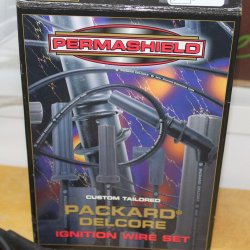 PERMASHIELD
CUSTOM TAILORED
PACKARD®
DELCORE
IGNITION WIRE SET